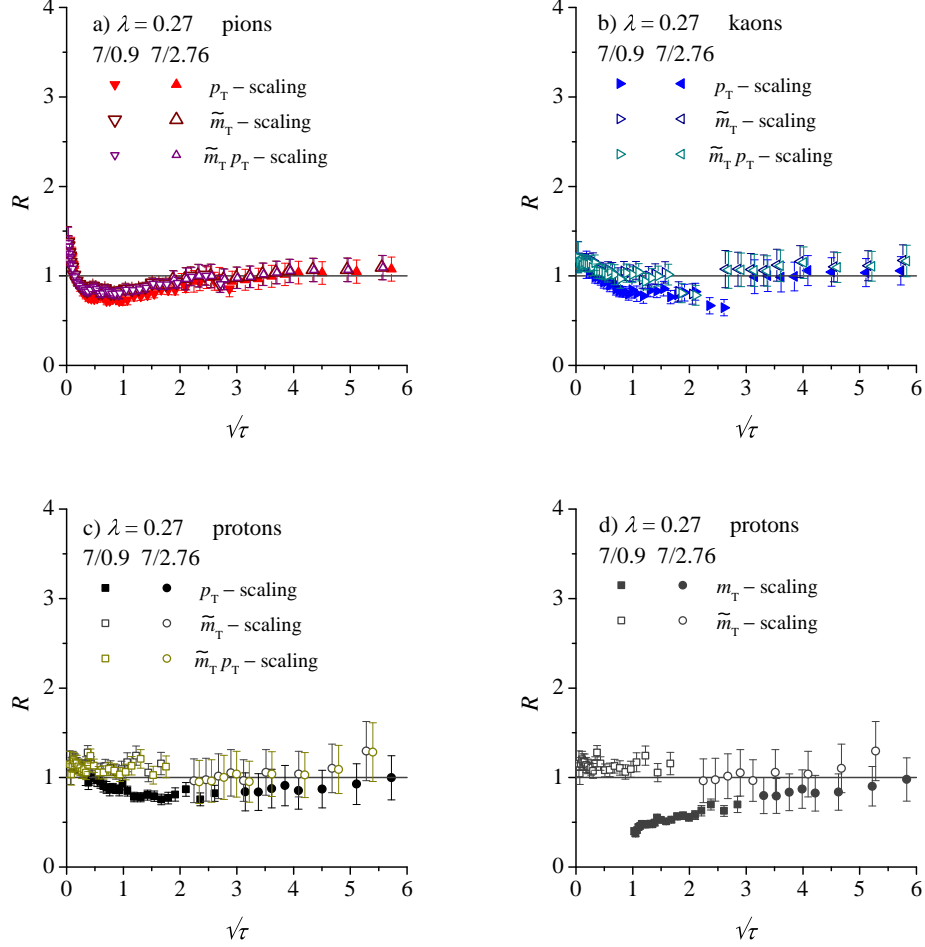 a) λ = 0.27 pions
7/0.9 7/2.76
p_T – scaling
m̃_T – scaling
m̃_T p_T – scaling
R
4
3
2
1
0
0 1 2 3 4 5 6
√τ
b) λ = 0.27 kaons
7/0.9 7/2.76
p_T – scaling
m̃_T – scaling
m̃_T p_T – scaling
R
4
3
2
1
0
0 1 2 3 4 5 6
√τ
c) λ = 0.27 protons
7/0.9 7/2.76
p_T – scaling
m̃_T – scaling
m̃_T p_T – scaling
R
4
3
2
1
0
0 1 2 3 4 5 6
√τ
d) λ = 0.27 protons
7/0.9 7/2.76
m_T – scaling
m̃_T – scaling
R
4
3
2
1
0
0 1 2 3 4 5 6
√τ